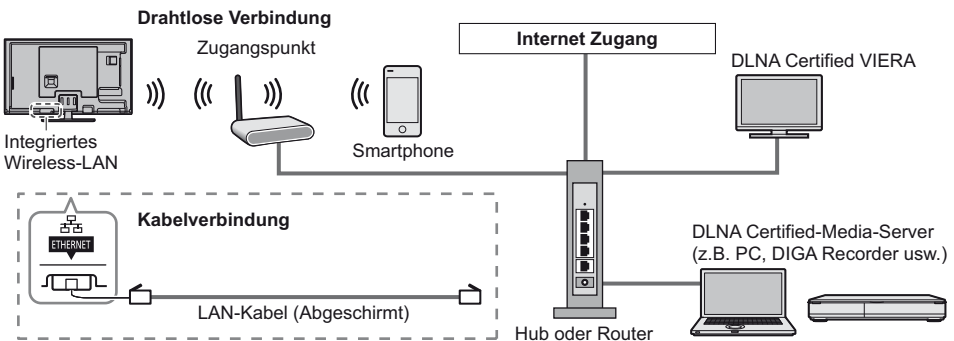 Drahtlose Verbindung
Zugangspunkt
Internet Zugang
DLNA Certified VIERA
Integriertes
Wireless-LAN
Smartphone
Kabelverbindung
ETHERNET
LAN-Kabel (Abgeschirmt)
DLNA Certified-Media-Server
(z.B. PC, DIGA Recorder usw.)
Hub oder Router